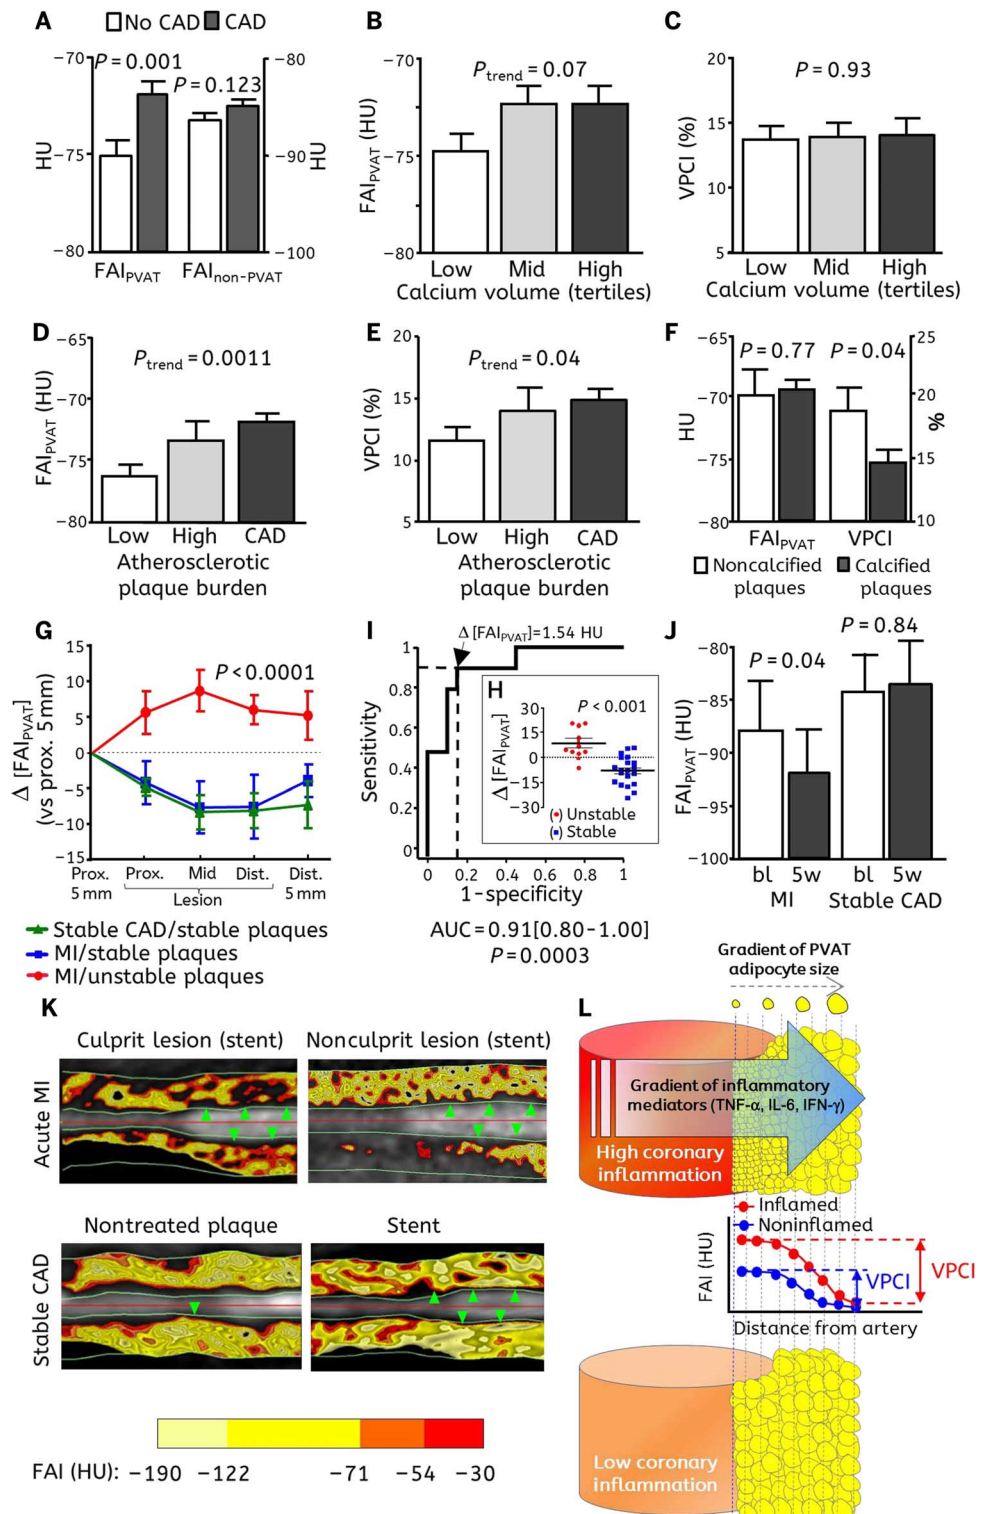 A
No CAD
CAD
−70
P = 0.001
−80
P = 0.123
HU
−75
−90
HU
−80
−100
FAIPVAT
FAInon-PVAT
B
−70
Ptrend = 0.07
FAIPVAT (HU)
−75
−80
Low Mid High
Calcium volume (tertiles)
C
20
P = 0.93
15
VPCI (%)
10
5
Low Mid High
Calcium volume (tertiles)
D
−65
Ptrend = 0.0011
−70
FAIPVAT (HU)
−75
−80
Low High CAD
Atherosclerotic
plaque burden
E
20
Ptrend = 0.04
15
VPCI (%)
10
5
Low High CAD
Atherosclerotic
plaque burden
F
−65
25
P = 0.77
P = 0.04
−70
20
HU
%
−75
15
−80
10
FAIPVAT
VPCI
Noncalcified
plaques
Calcified
plaques
G
15
P < 0.0001
10
5
0
−5
−10
−15
Δ [FAIPVAT]
(vs prox. 5 mm)
Prox.
5 mm
Prox.
Mid
Dist.
Dist.
5 mm
Lesion
Stable CAD/stable plaques
MI/stable plaques
MI/unstable plaques
I
Δ [FAIPVAT]=1.54 HU
1
0.8
0.6
0.4
0.2
0
Sensitivity
0 0.2 0.4 0.6 0.8 1
1-specificity
AUC = 0.91[0.80-1.00]
P = 0.0003
H
P < 0.001
30
15
0
−15
−30
Δ [FAIPVAT]
(•) Unstable
(▪) Stable
J
P = 0.84
−80
P = 0.04
−85
FAIPVAT (HU)
−90
−95
−100
bl 5w bl 5w
MI Stable CAD
K
Culprit lesion (stent)
Nonculprit lesion (stent)
Acute MI
Nontreated plaque
Stent
Stable CAD
FAI (HU): −190 −122 −71 −54 −30
L
Gradient of PVAT
adipocyte size
Gradient of inflammatory
mediators (TNF-α, IL-6, IFN-γ)
High coronary
inflammation
Inflamed
Noninflamed
FAI (HU)
VPCI
VPCI
Distance from artery
Low coronary
inflammation